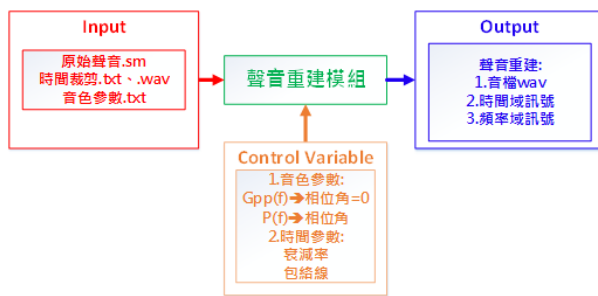 Input
原始聲音.sm
時間裁剪.txt、.wav
音色參數.txt
聲音重建模組
Output
聲音重建:
1.音檔wav
2.時間域訊號
3.頻率域訊號
Control Variable
1.音色參數:
Gpp(f)➔相位角=0
P(f)➔相位角
2.時間參數:
衰減率
包絡線